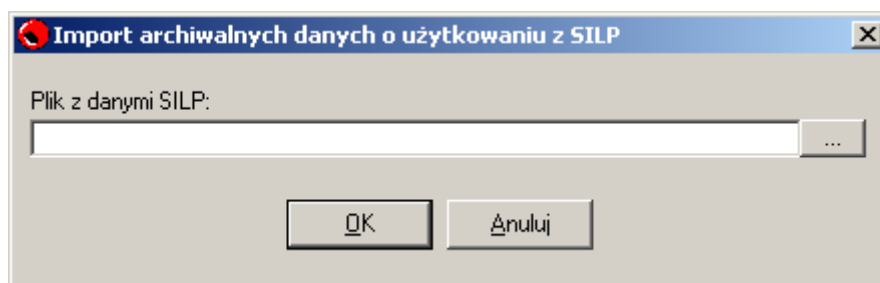 Import archiwalnych danych o użytkowaniu z SILP
Plik z danymi SILP:
...
OK
Anuluj